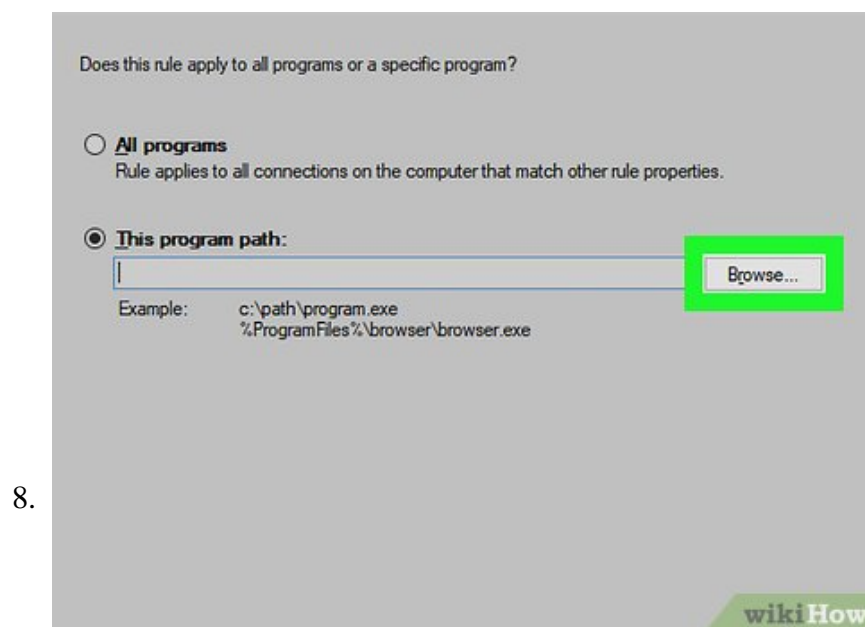 Does this rule apply to all programs or a specific program?
All programs
Rule applies to all connections on the computer that match other rule properties.
This program path:
Browse...
Example: c:\path\program.exe
%ProgramFiles%\browser\browser.exe
8.
wikiHow